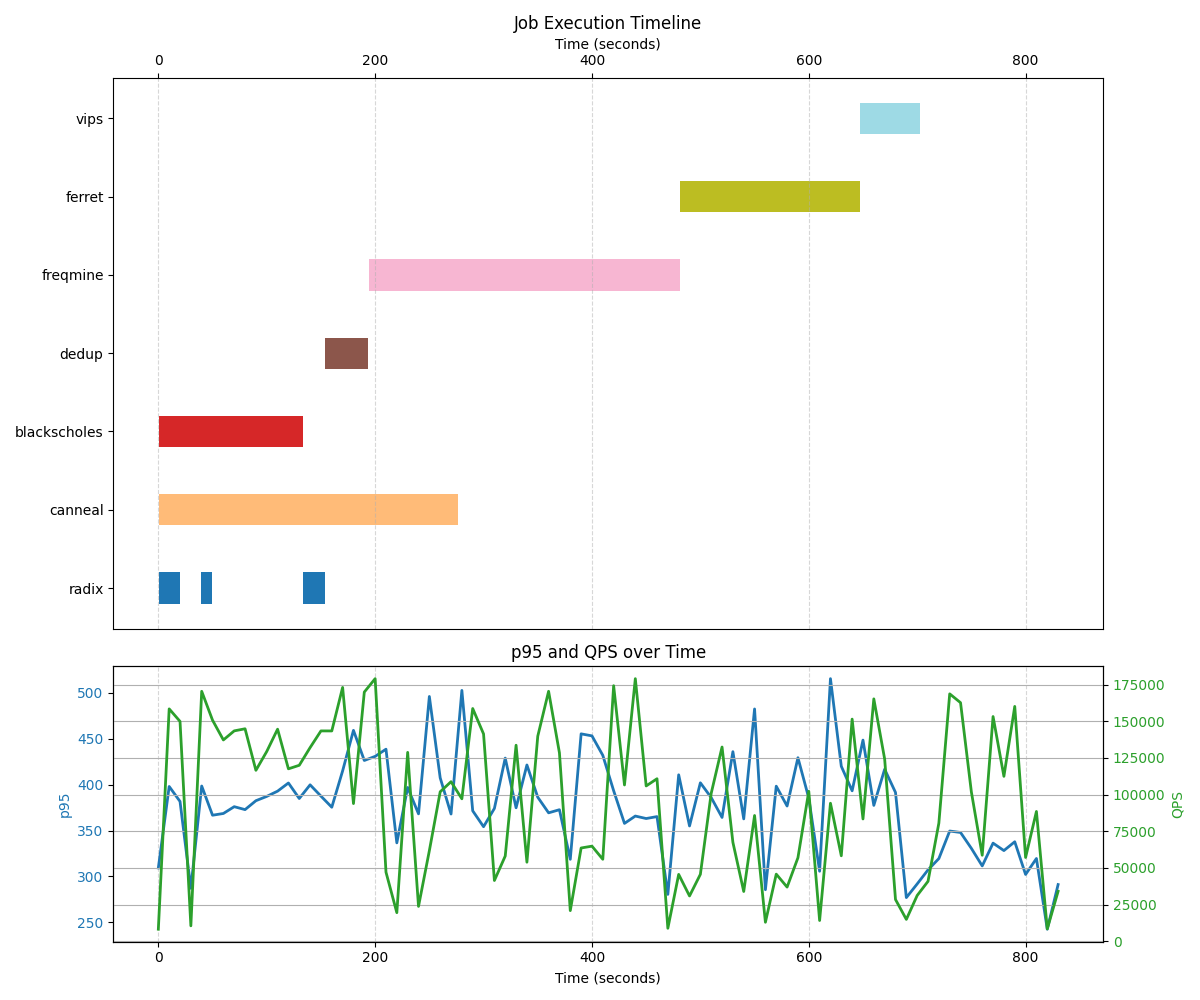 Job Execution Timeline
Time (seconds)
0 200 400 600 800
vips
ferret
freqmine
dedup
blackscholes
canneal
radix
p95 and QPS over Time
500
450
400
350
300
250
p95
175000
150000
125000
100000
75000
50000
25000
0
QPS
0 200 400 600 800
Time (seconds)